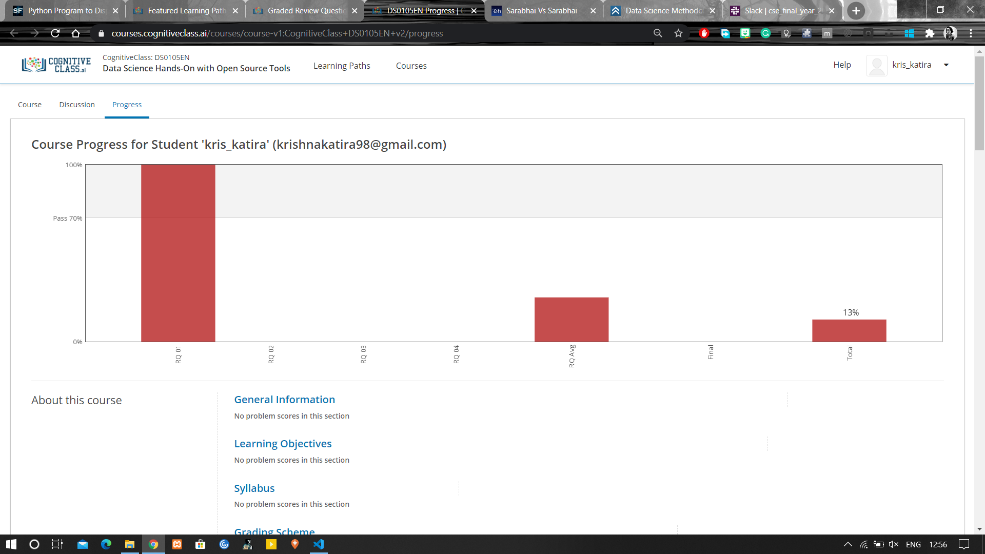 Python Program to Dis
Featured Learning Path
Graded Review Questio
DS0105EN Progress |
Sarabhai Vs Sarabhai
Data Science Methodo
Slack | cse_final_year
courses.cognitiveclass.ai/courses/course-v1:CognitiveClass+DS0105EN+v2/progress
COGNITIVE
CLASS.ai
CognitiveClass: DS0105EN
Data Science Hands-On with Open Source Tools
Learning Paths
Courses
Help
kris_katira
Course
Discussion
Progress
Course Progress for Student 'kris_katira' (krishnakatira98@gmail.com)
100%
Pass 70%
0%
13%
RQ 01
RQ 02
RQ 03
RQ 04
RQ Avg
Final
Total
About this course
General Information
No problem scores in this section
Learning Objectives
No problem scores in this section
Syllabus
No problem scores in this section
Grading Scheme
ENG
12:56